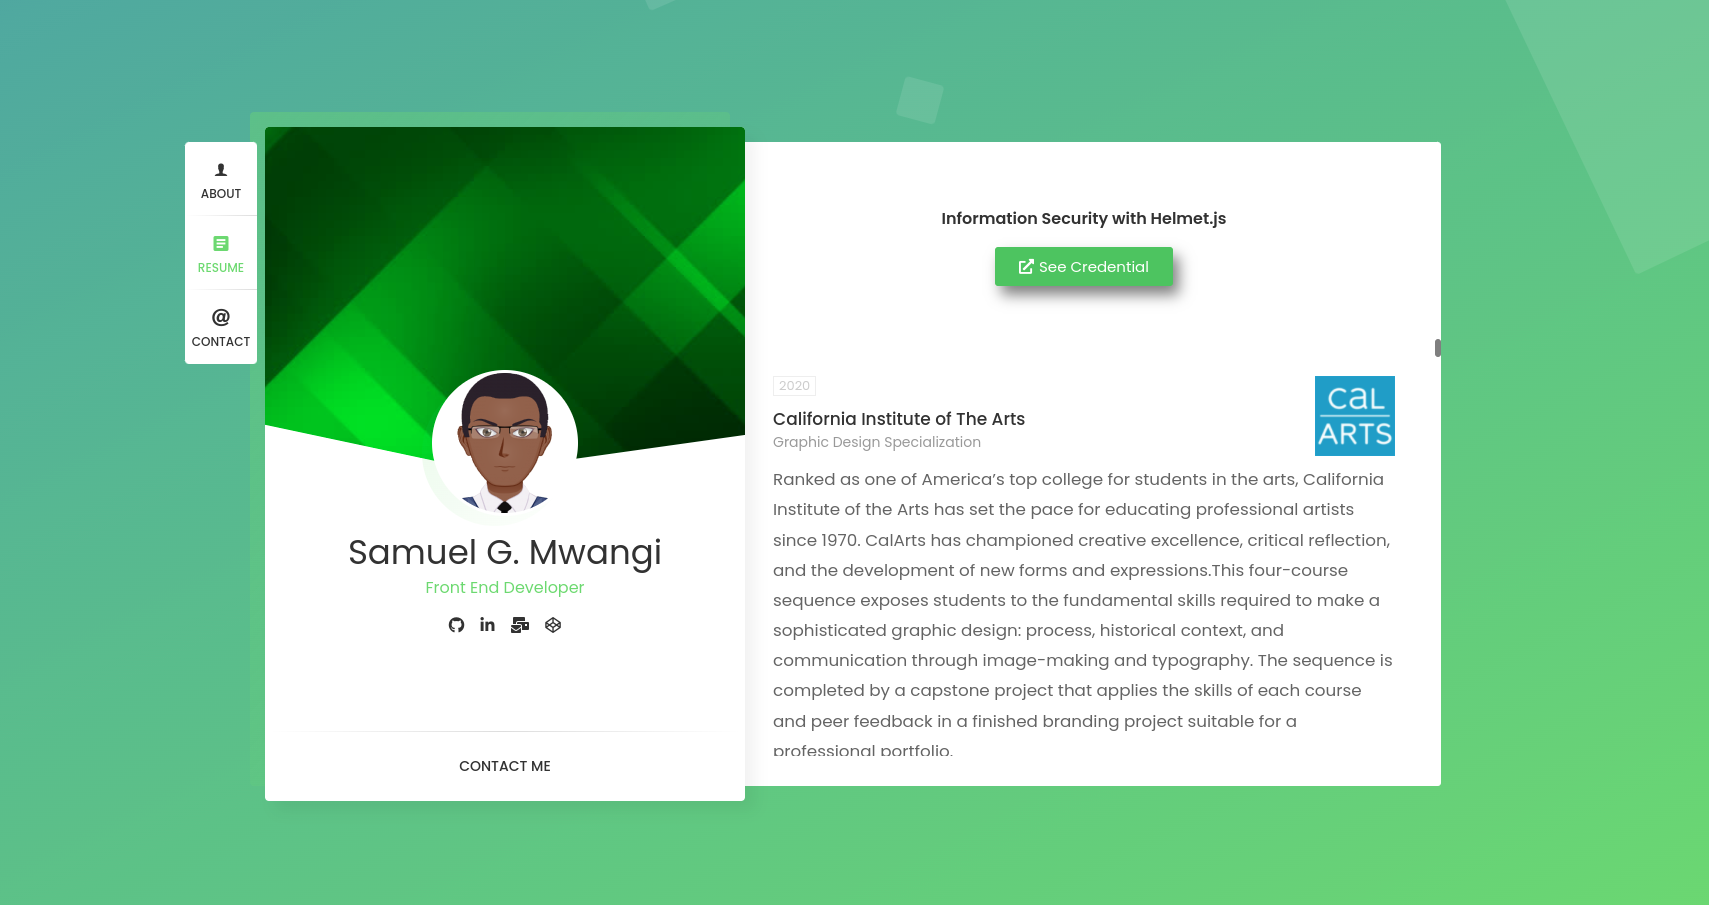 ABOUT
RESUME
@
CONTACT
Samuel G. Mwangi
Front End Developer
in
CONTACT ME
Information Security with Helmet.js
See Credential
2020
California Institute of The Arts
Graphic Design Specialization
CaL
ARTS
Ranked as one of America’s top college for students in the arts, California
Institute of the Arts has set the pace for educating professional artists
since 1970. CalArts has championed creative excellence, critical reflection,
and the development of new forms and expressions.This four-course
sequence exposes students to the fundamental skills required to make a
sophisticated graphic design: process, historical context, and
communication through image-making and typography. The sequence is
completed by a capstone project that applies the skills of each course
and peer feedback in a finished branding project suitable for a
professional portfolio.